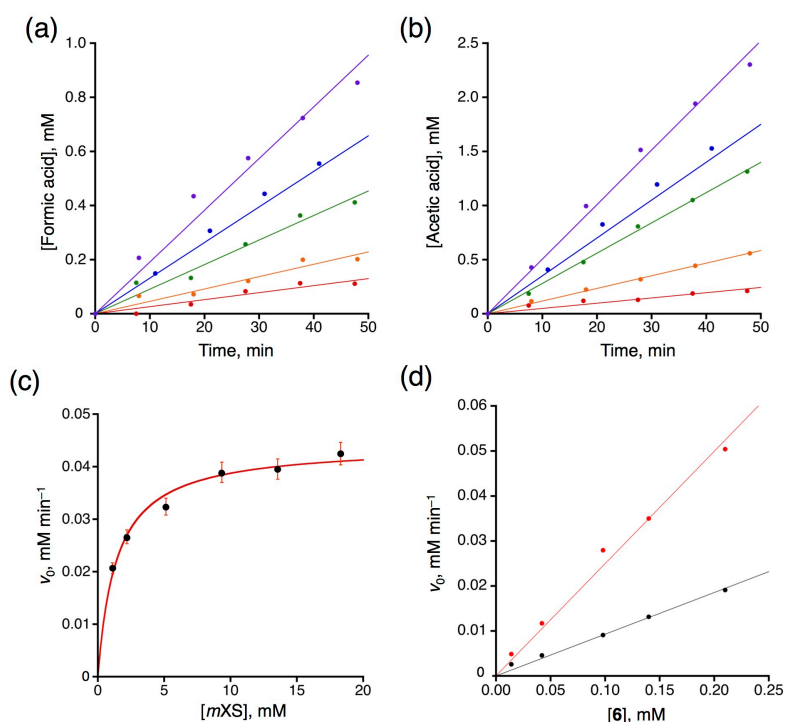 (a)
[Formic acid], mM
1.0
0.8
0.6
0.4
0.2
0
0 10 20 30 40 50
Time, min
(b)
[Acetic acid], mM
2.5
2.0
1.5
1.0
0.5
0
0 10 20 30 40 50
Time, min
(c)
v₀, mM min⁻¹
0.05
0.04
0.03
0.02
0.01
0
0 5 10 15 20
[mXS], mM
(d)
v₀, mM min⁻¹
0.06
0.05
0.04
0.03
0.02
0.01
0
0.00 0.05 0.10 0.15 0.20 0.25
[6], mM